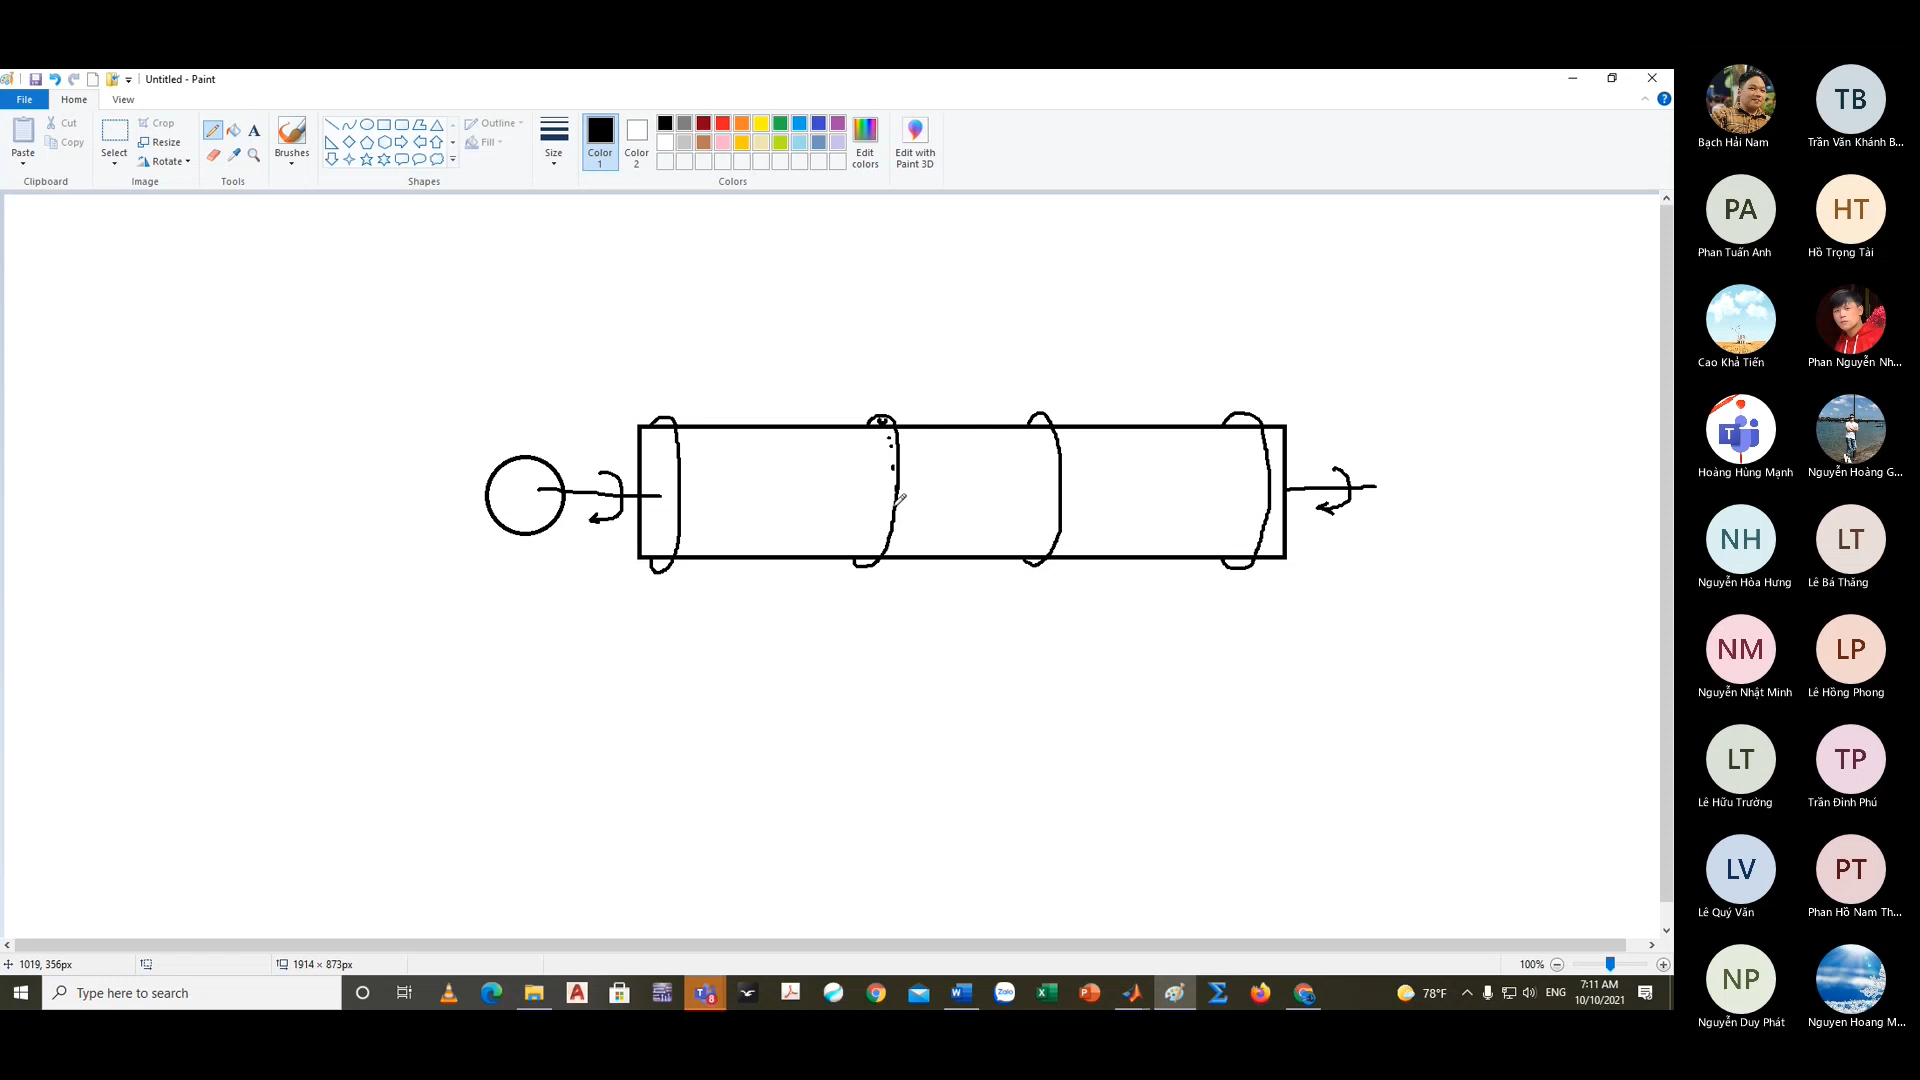 Untitled - Paint
File Home View
Paste
Cut
Copy
Clipboard
Select
Crop
Resize
Rotate
Image
A
Tools
Brushes
Outline
Fill
Shapes
Size
Color 1
Color 2
Edit colors
Colors
Edit with Paint 3D
1019, 356px
1914 × 873px
100%
Type here to search
78°F
ENG
7:11 AM
10/10/2021
Bạch Hải Nam
TB
Trần Văn Khánh B...
PA
Phan Tuấn Anh
HT
Hồ Trọng Tài
Cao Khả Tiến
Phan Nguyễn Nh...
Hoàng Hùng Mạnh
Nguyễn Hoàng G...
NH
Nguyễn Hòa Hưng
LT
Lê Bá Thăng
NM
Nguyễn Nhật Minh
LP
Lê Hồng Phong
LT
Lê Hữu Trường
TP
Trần Đình Phú
LV
Lê Quý Văn
PT
Phan Hồ Nam Th...
NP
Nguyễn Duy Phát
Nguyen Hoang M...